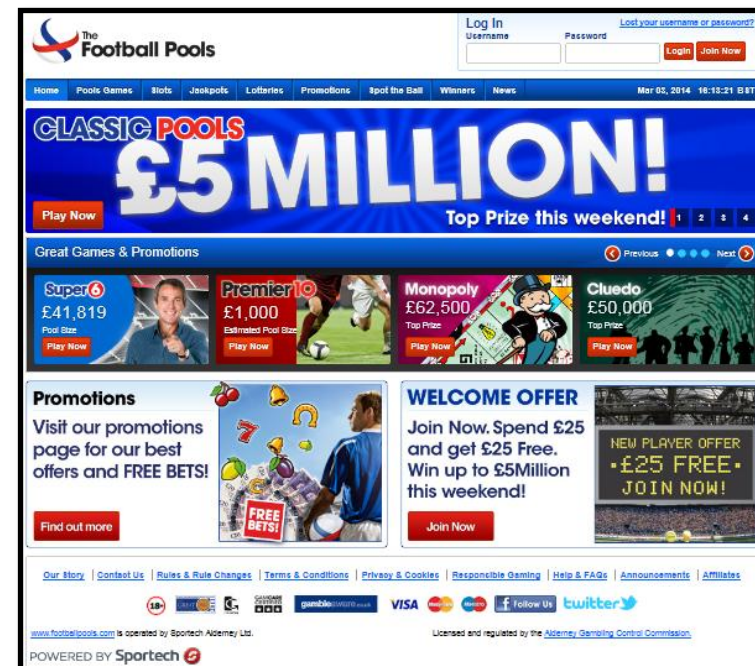 The
Football Pools
Log In
Lost your username or password?
Username
Password
Login
Join Now
Home
Pools Games
Slots
Jackpots
Lotteries
Promotions
Spot the Ball
Winners
News
Mar 03, 2014 16:13:21
CLASSIC POOLS
£5 MILLION!
Play Now
Top Prize this weekend!
1 2 3 4
Great Games & Promotions
Previous
Next
Super 6
£41,819
Pool Size
Play Now
Premier 10
£1,000
Estimated Pool Size
Play Now
Monopoly
£62,500
Top Prize
Play Now
Cluedo
£50,000
Top Prize
Play Now
Promotions
Visit our promotions
page for our best
offers and FREE BETS!
Find out more
FREE
BETS!
WELCOME OFFER
Join Now. Spend £25
and get £25 Free.
Win up to £5Million
this weekend!
Join Now
NEW PLAYER OFFER
•£25 FREE•
JOIN NOW!
Our Story | Contact Us | Rules & Rule Changes | Terms & Conditions | Privacy & Cookies | Responsible Gaming | Help & FAQs | Announcements | Affiliates
18+
GAMCARE
CERTIFIED
gambleaware.co.uk
VISA
Follow Us
twitter
www.footballpools.com is operated by Sportech Alderney Ltd.
Licensed and regulated by the Alderney Gambling Control Commission.
POWERED BY Sportech